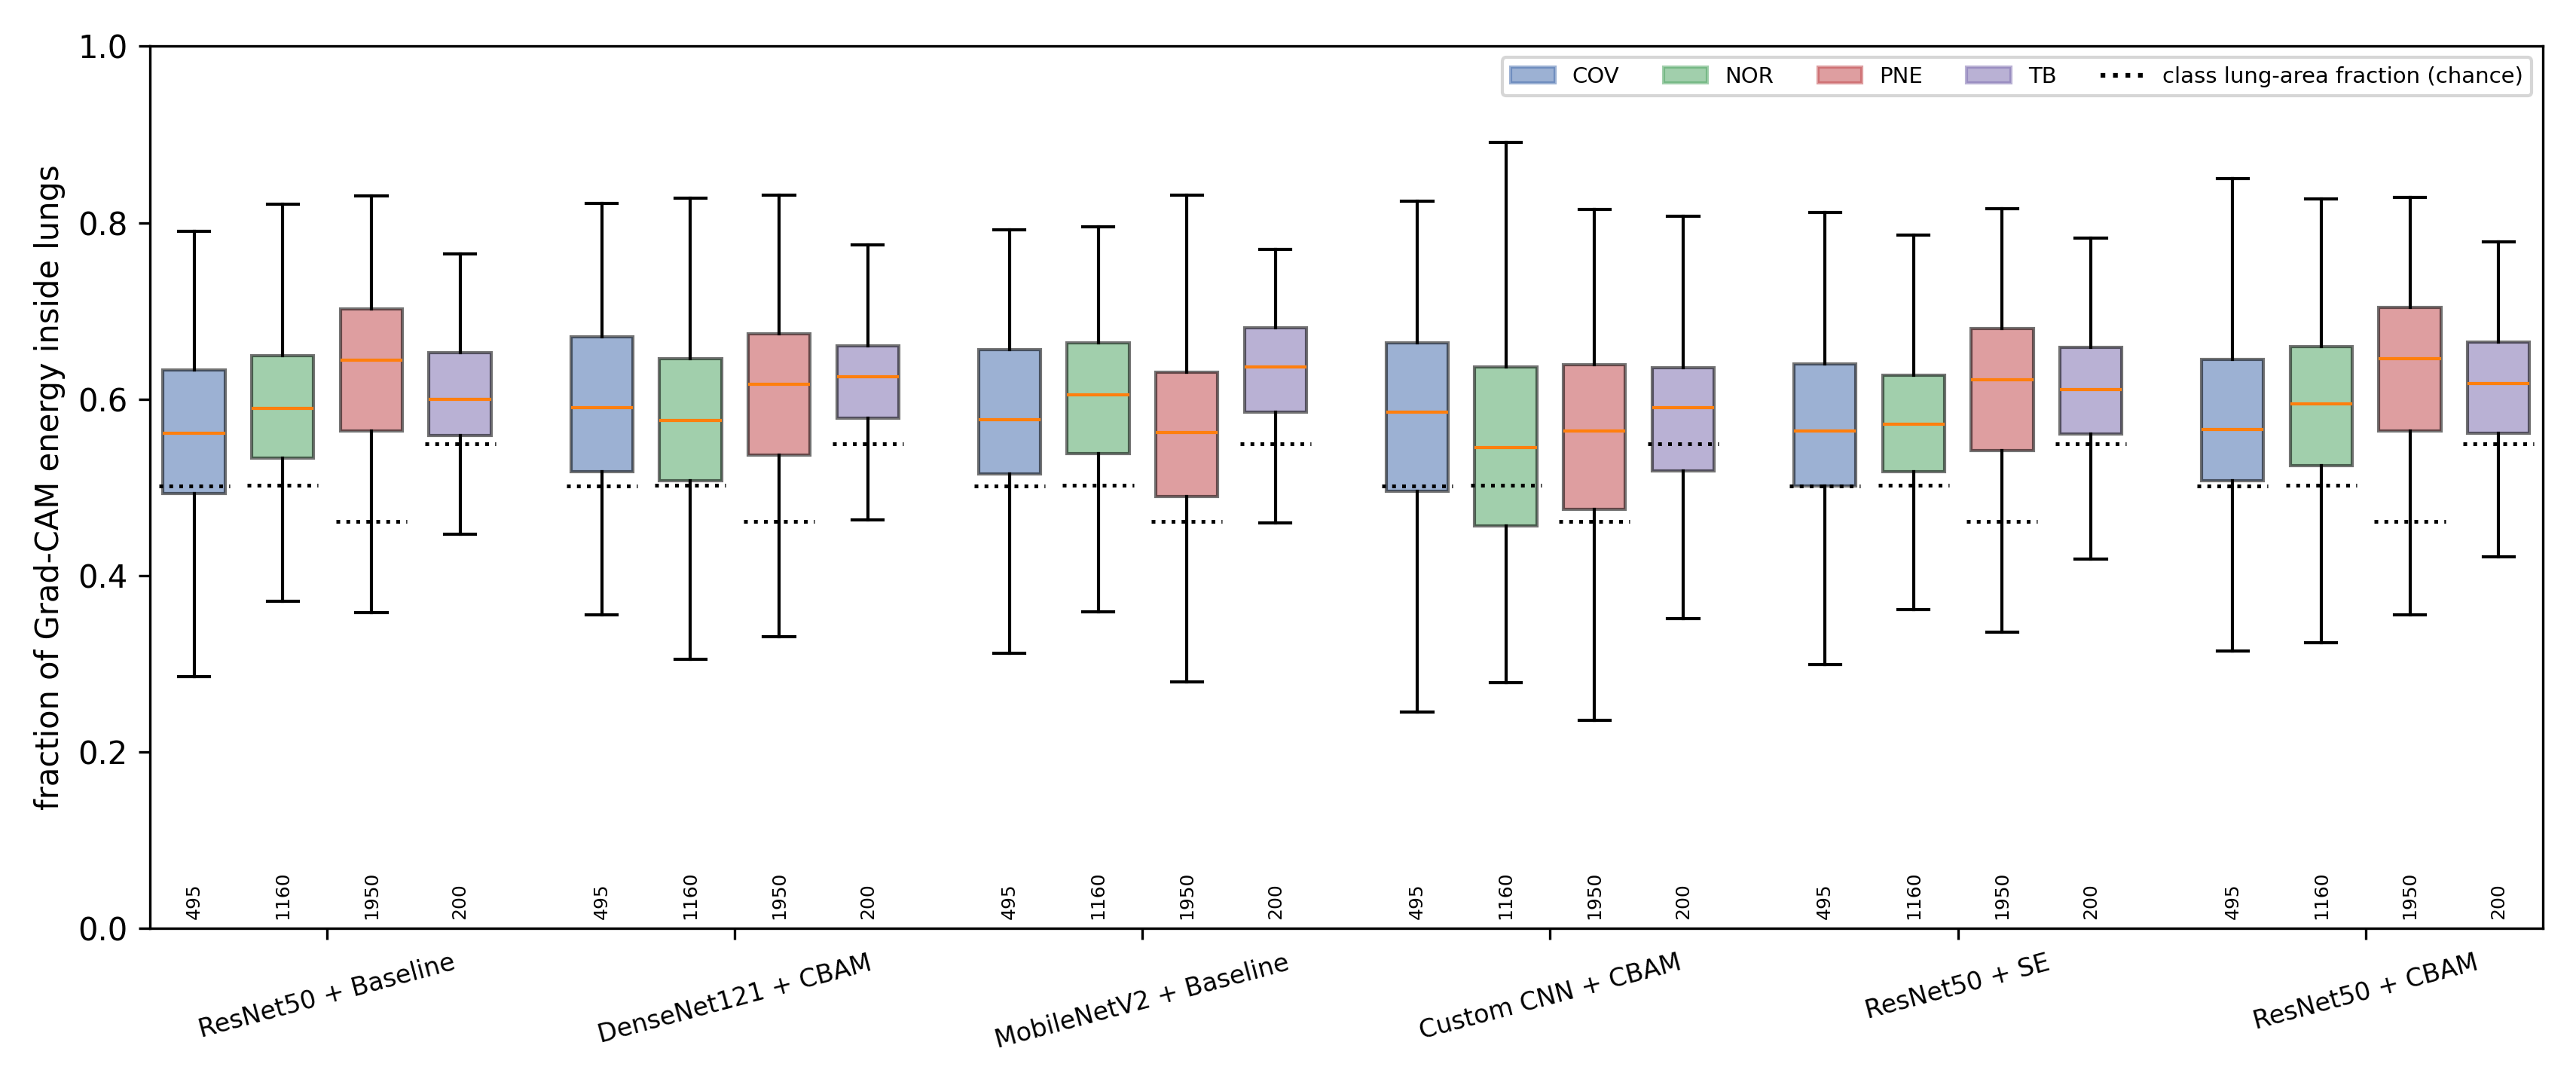 fraction of Grad-CAM energy inside lungs
1.0
0.8
0.6
0.4
0.2
0.0
COV NOR PNE TB class lung-area fraction (chance)
495 1160 1950 200 495 1160 1950 200 495 1160 1950 200 495 1160 1950 200 495 1160 1950 200 495 1160 1950 200
ResNet50 + Baseline DenseNet121 + CBAM MobileNetV2 + Baseline Custom CNN + CBAM ResNet50 + SE ResNet50 + CBAM